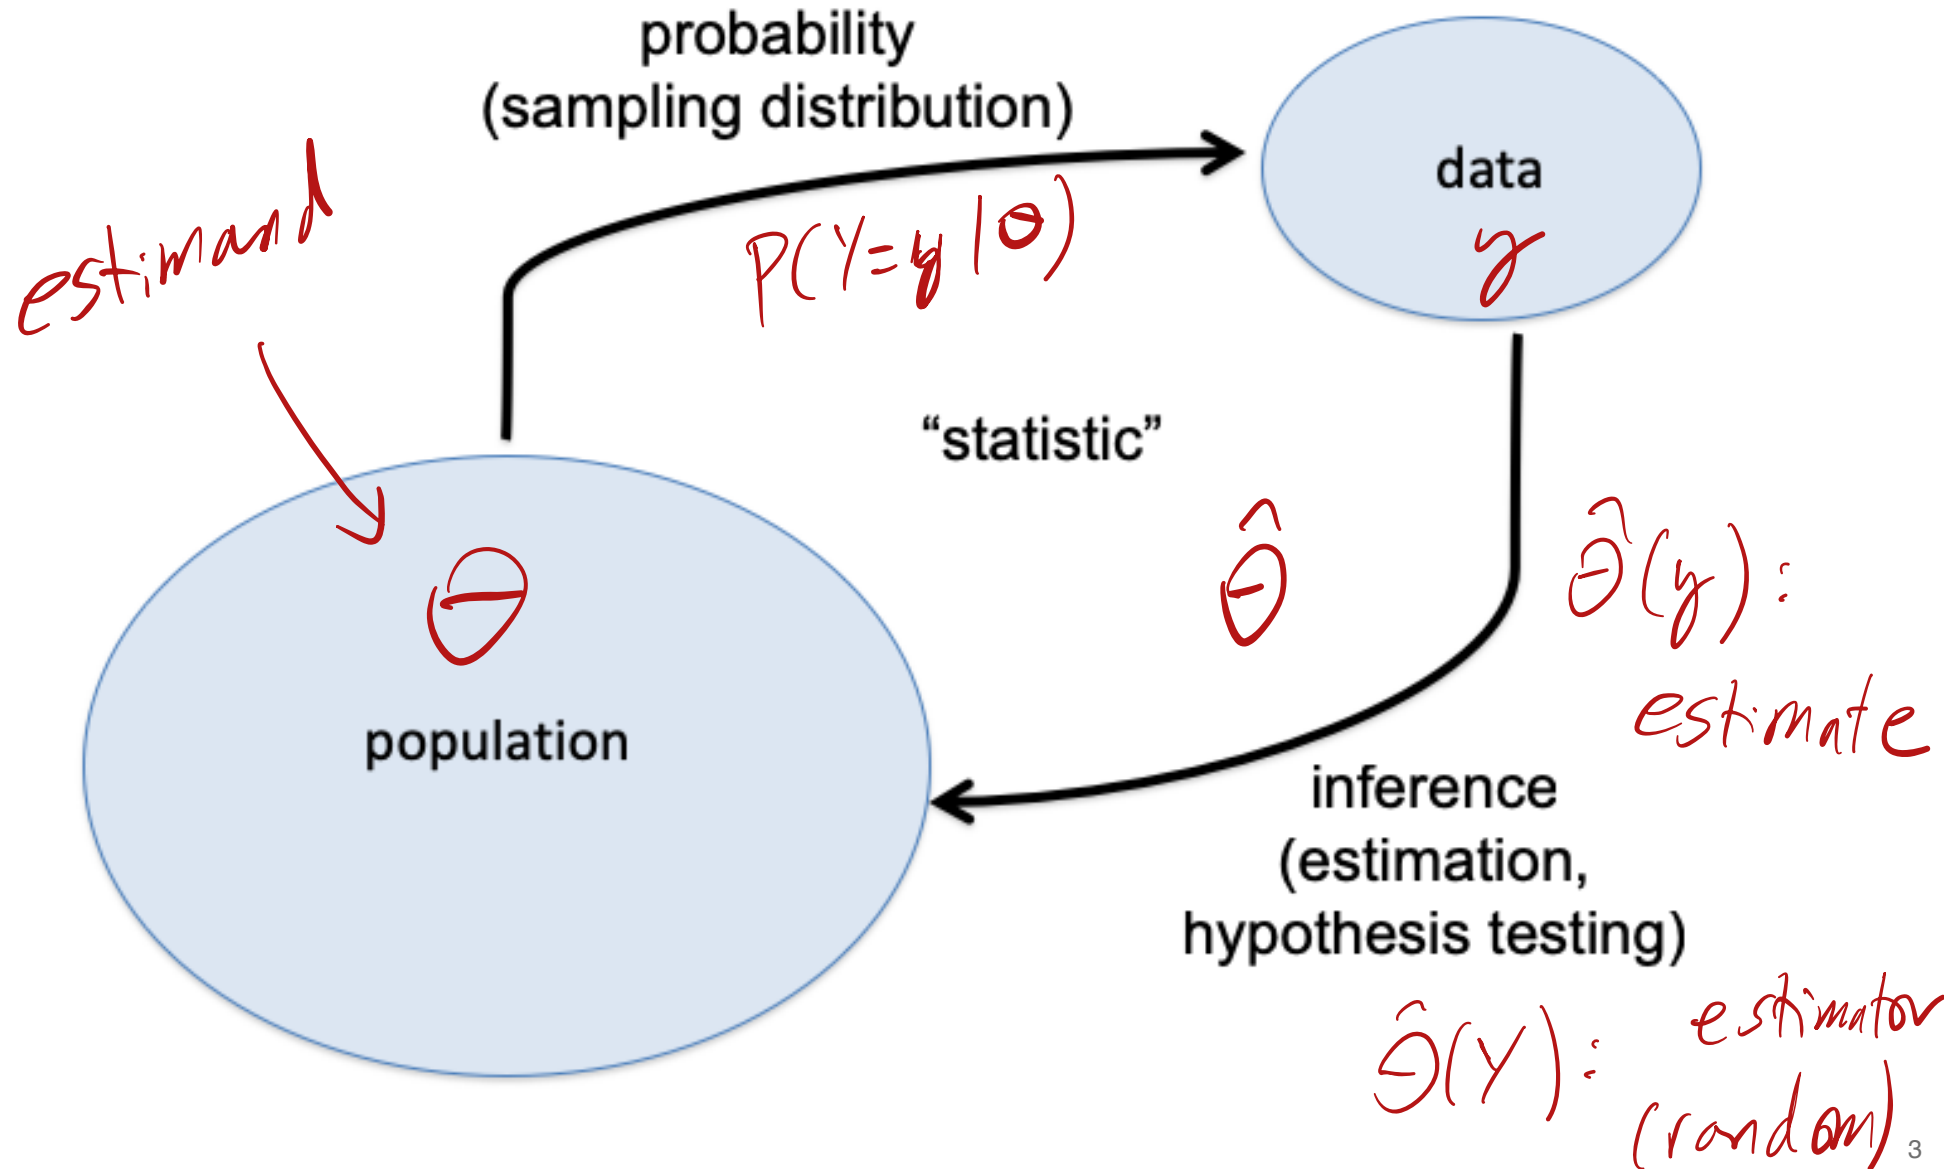 probability
(sampling distribution)
data
y
estimand
P(Y=y|θ)
“statistic”
θ
population
θ̂
θ̂(y):
estimate
inference
(estimation,
hypothesis testing)
θ̂(Y): estimator
(random)
3